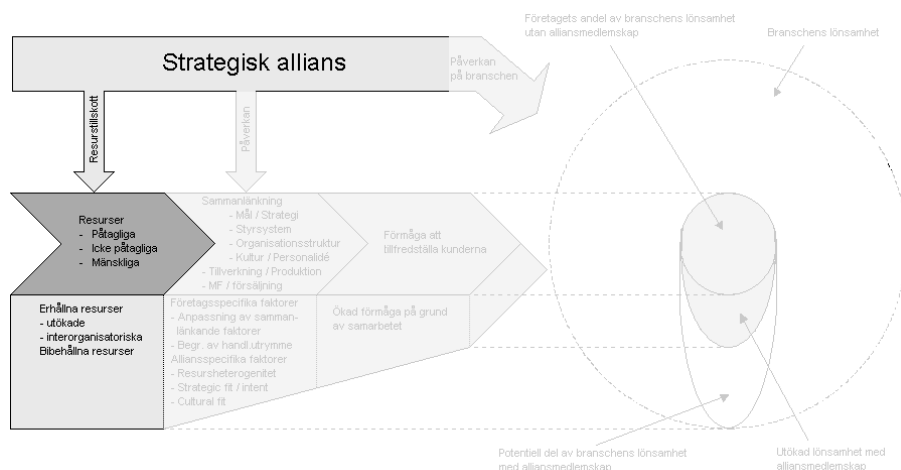 Företagets andel av branschens lönsamhet
utan alliansmedlemskap
Branschens lönsamhet
Strategisk allians
Påverkan
på branschen
Resurstillskott
Påverkan
Resurser
- Påtagliga
- Icke påtagliga
- Mänskliga
Sammanlänkning
- Mål / Strategi
- Styrsystem
- Organisationsstruktur
- Kultur / Personalidé
- Tillverkning / Produktion
- MF / försäljning
Förmåga att
tillfredställa kunderna
Erhållna resurser
- utökade
- interorganisatoriska
Bibehållna resurser
Företagsspecifika faktorer
- Anpassning av samman-
länkande faktorer
- Begr. av handl.utrymme
Alliansspecifika faktorer
- Resursheterogenitet
- Strategic fit / intent
- Cultural fit
Ökad förmåga på grund
av samarbetet
Potentiell del av branschens lönsamhet
med alliansmedlemskap
Utökad lönsamhet med
alliansmedlemskap